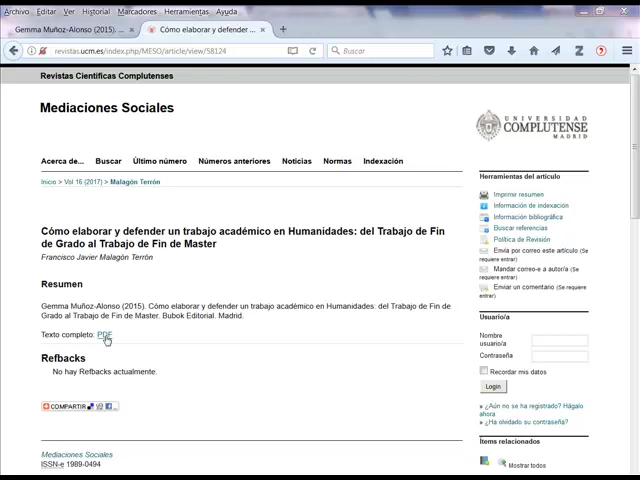 Archivo Editar Ver Historial Marcadores Herramientas Ayuda
Gemma Muñoz-Alonso (2015). ... × Cómo elaborar y defender ... × +
revistas.ucm.es/index.php/MESO/article/view/58124 Buscar
Revistas Científicas Complutenses
Mediaciones Sociales
UNIVERSIDAD
COMPLUTENSE
MADRID
Acerca de... Buscar Último número Números anteriores Noticias Normas Indexación
Inicio > Vol 16 (2017) > Malagón Terrón
Cómo elaborar y defender un trabajo académico en Humanidades: del Trabajo de Fin
de Grado al Trabajo de Fin de Master
Francisco Javier Malagón Terrón
Resumen
Gemma Muñoz-Alonso (2015). Cómo elaborar y defender un trabajo académico en Humanidades: del Trabajo de Fin de
Grado al Trabajo de Fin de Master. Bubok Editorial. Madrid.
Texto completo: PDF
Refbacks
No hay Refbacks actualmente.
COMPARTIR
Mediaciones Sociales
ISSN-e 1989-0494
Herramientas del artículo
Imprimir resumen
Información de indexación
Información bibliográfica
Buscar referencias
Política de Revisión
Envíe por correo este artículo (Se
requiere entrar)
Mandar correo-e a autor/a (Se
requiere entrar)
Enviar un comentario (Se requiere
entrar)
Usuario/a
Nombre
usuario/a
Contraseña
Recordar mis datos
Login
» ¿Aún no se ha registrado? Hágalo
ahora
» ¿Ha olvidado su contraseña?
Ítems relacionados
Mostrar todos